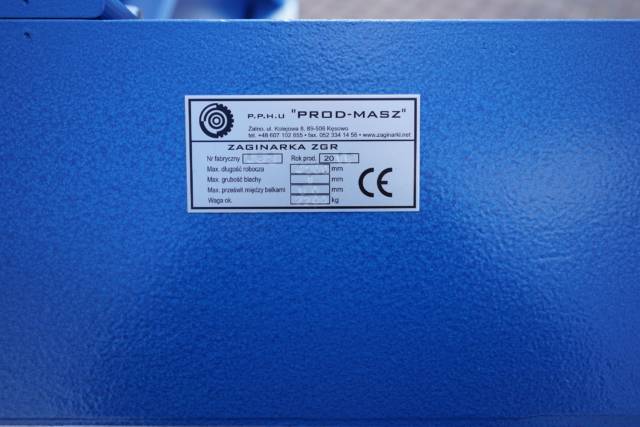 P.P.H.U "PROD-MASZ"
Żalno, ul. Kolejowa 8, 89-506 Kęsowo
tel. +48 607 102 855 • fax. 052 334 14 56 • www.zaginarki.net
ZAGINARKA ZGR
Nr fabryczny Rok prod. 20
Max. długość robocza mm
Max. grubość blachy mm
Max. prześwit między belkami mm
Waga ok. kg
CE